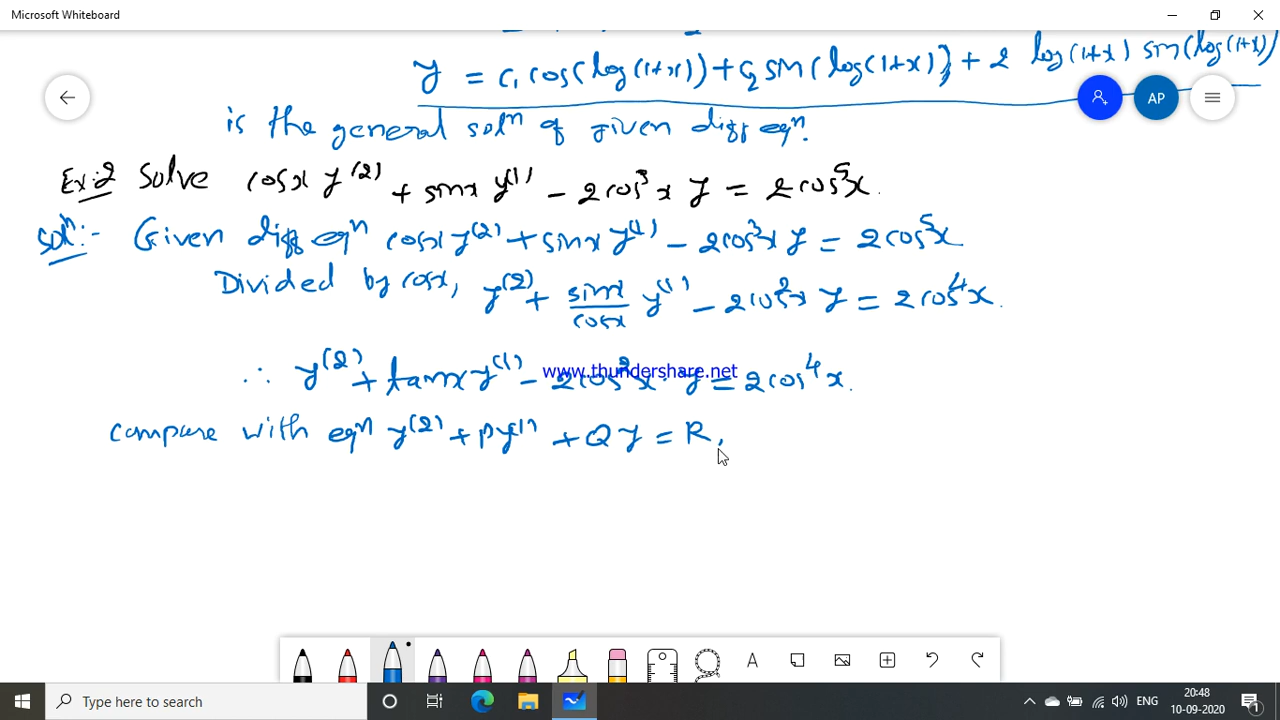 Microsoft Whiteboard
y = c₁ cos(log(1+x)) + c₂ sin(log(1+x)) + 2 log(1+x) sin(log(1+x))
is the general solⁿ of given diff eqⁿ.
AP
Ex:2 Solve cosx y⁽²⁾ + sinx y⁽¹⁾ - 2cos³x y = 2cos⁵x.
Solⁿ:- Given diff eqⁿ cosx y⁽²⁾ + sinx y⁽¹⁾ - 2cos³x y = 2cos⁵x
Divided by cosx, y⁽²⁾ + sinx/cosx y⁽¹⁾ - 2cos²x y = 2cos⁴x.
∴ y⁽²⁾ + tanx y⁽¹⁾ - 2cos²x. y = 2cos⁴x.
www.thundershare.net
compare with eqⁿ y⁽²⁾ + py⁽¹⁾ + Qy = R,
Type here to search
ENG
20:48
10-09-2020